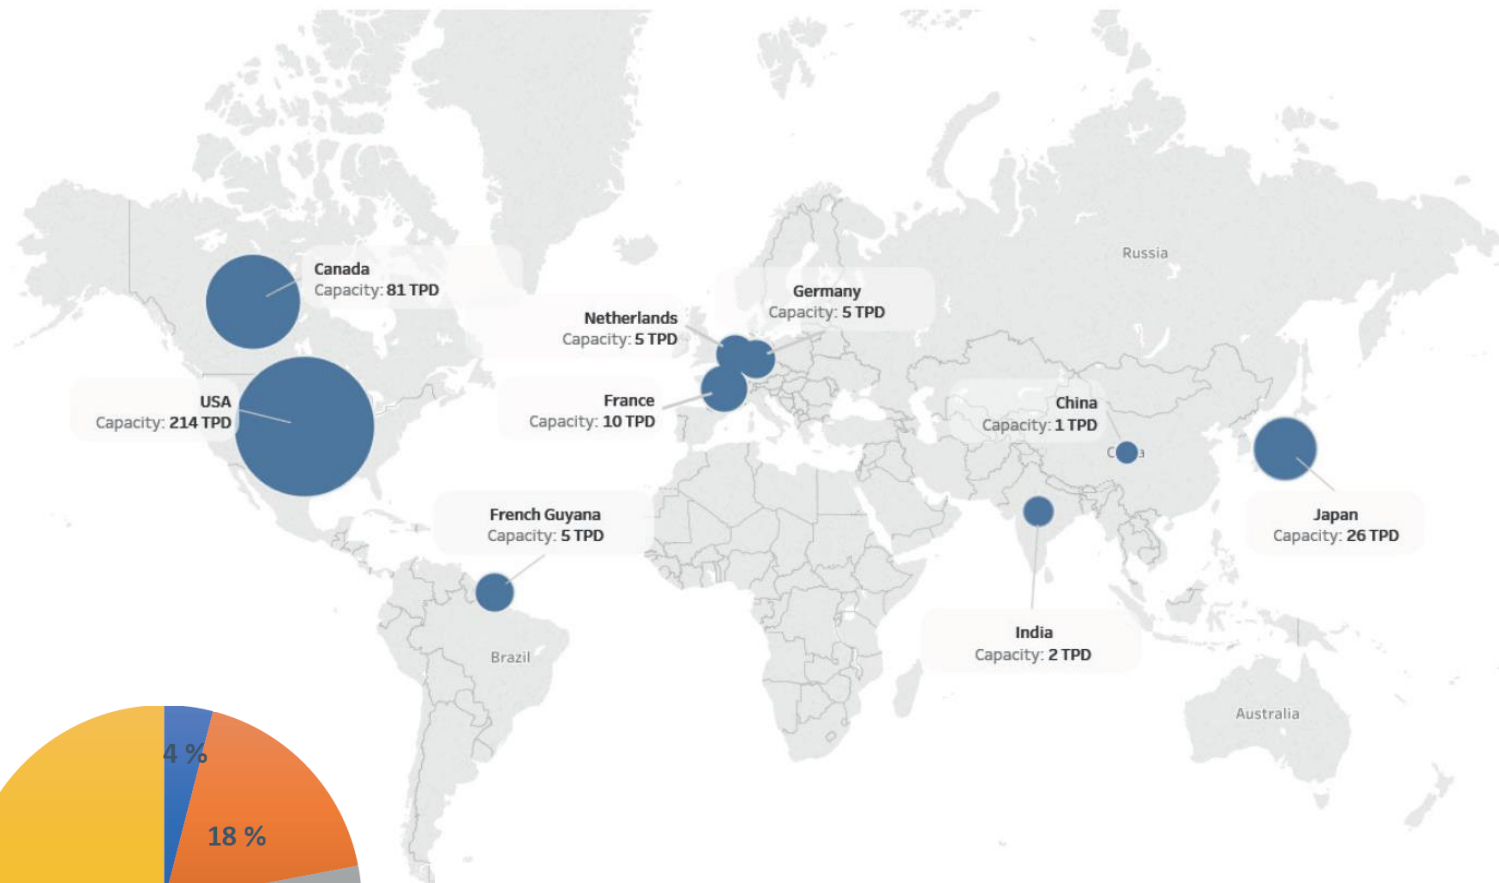 Russia
Canada
Capacity: 81 TPD
Germany
Capacity: 5 TPD
Netherlands
Capacity: 5 TPD
USA
Capacity: 214 TPD
France
Capacity: 10 TPD
China
Capacity: 1 TPD
French Guyana
Capacity: 5 TPD
Japan
Capacity: 26 TPD
India
Capacity: 2 TPD
Brazil
Australia
4 %
18 %